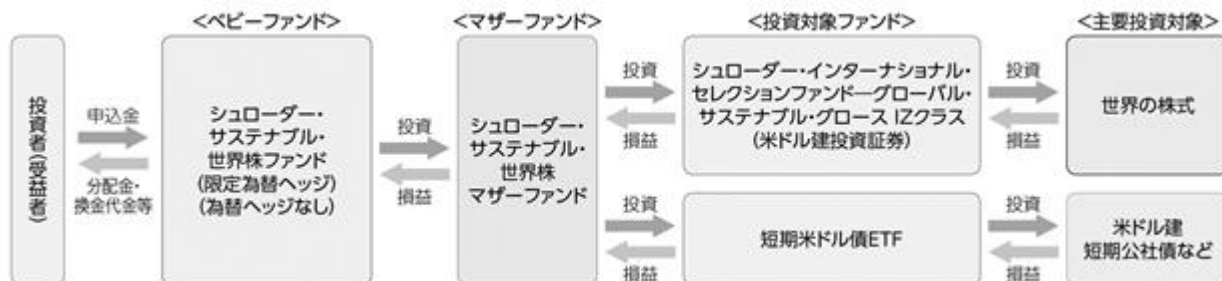 <ベビーファンド>
<マザーファンド>
<投資対象ファンド>
<主要投資対象>
投資者(受益者)
申込金
分配金・
換金代金等
シュローダー・
サステナブル・
世界株ファンド
(限定為替ヘッジ)
(為替ヘッジなし)
投資
損益
シュローダー・
サステナブル・
世界株
マザーファンド
投資
損益
シュローダー・インターナショナル・
セレクションファンド―グローバル・
サステナブル・グロース IZクラス
(米ドル建投資証券)
投資
損益
世界の株式
投資
損益
短期米ドル債ETF
投資
損益
米ドル建
短期公社債など